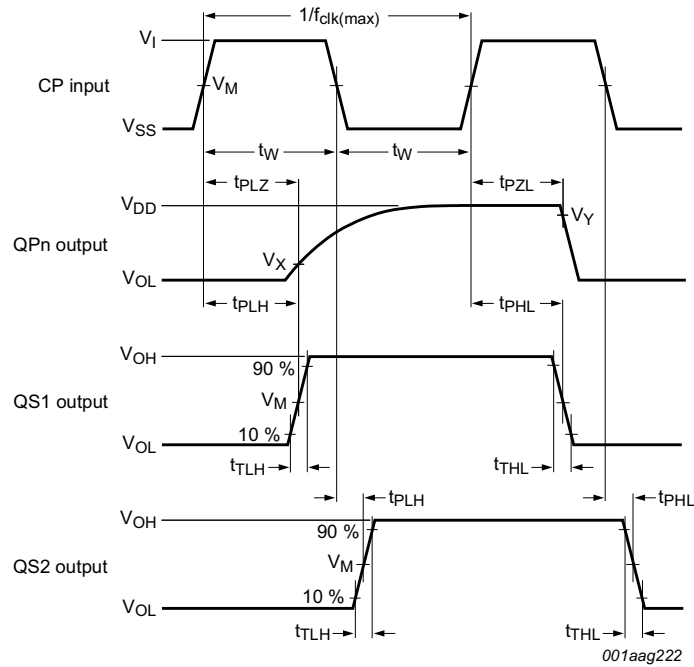 1/fclk(max)
VI
CP input
VM
VSS
tW
tW
tPLZ
tPZL
VDD
VY
QPn output
VX
VOL
tPLH
tPHL
VOH
90 %
QS1 output
VM
10 %
VOL
tTLH
tTHL
tPLH
tPHL
VOH
90 %
QS2 output
VM
10 %
VOL
tTLH
tTHL
001aag222